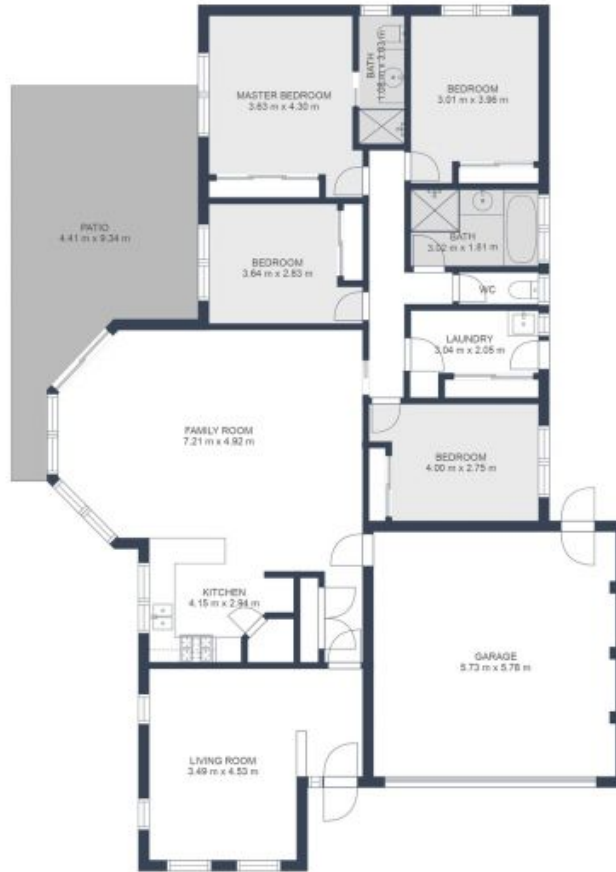 MASTER BEDROOM
3.63 m x 4.30 m
BATH
BEDROOM
3.01 m x 3.96 m
PATIO
4.41 m x 9.34 m
BEDROOM
3.64 m x 2.83 m
BATH
3.02 m x 1.81 m
WC
LAUNDRY
3.04 m x 2.05 m
FAMILY ROOM
7.21 m x 4.92 m
BEDROOM
4.00 m x 2.75 m
KITCHEN
4.15 m x 2.94 m
GARAGE
5.73 m x 5.78 m
LIVING ROOM
3.49 m x 4.53 m